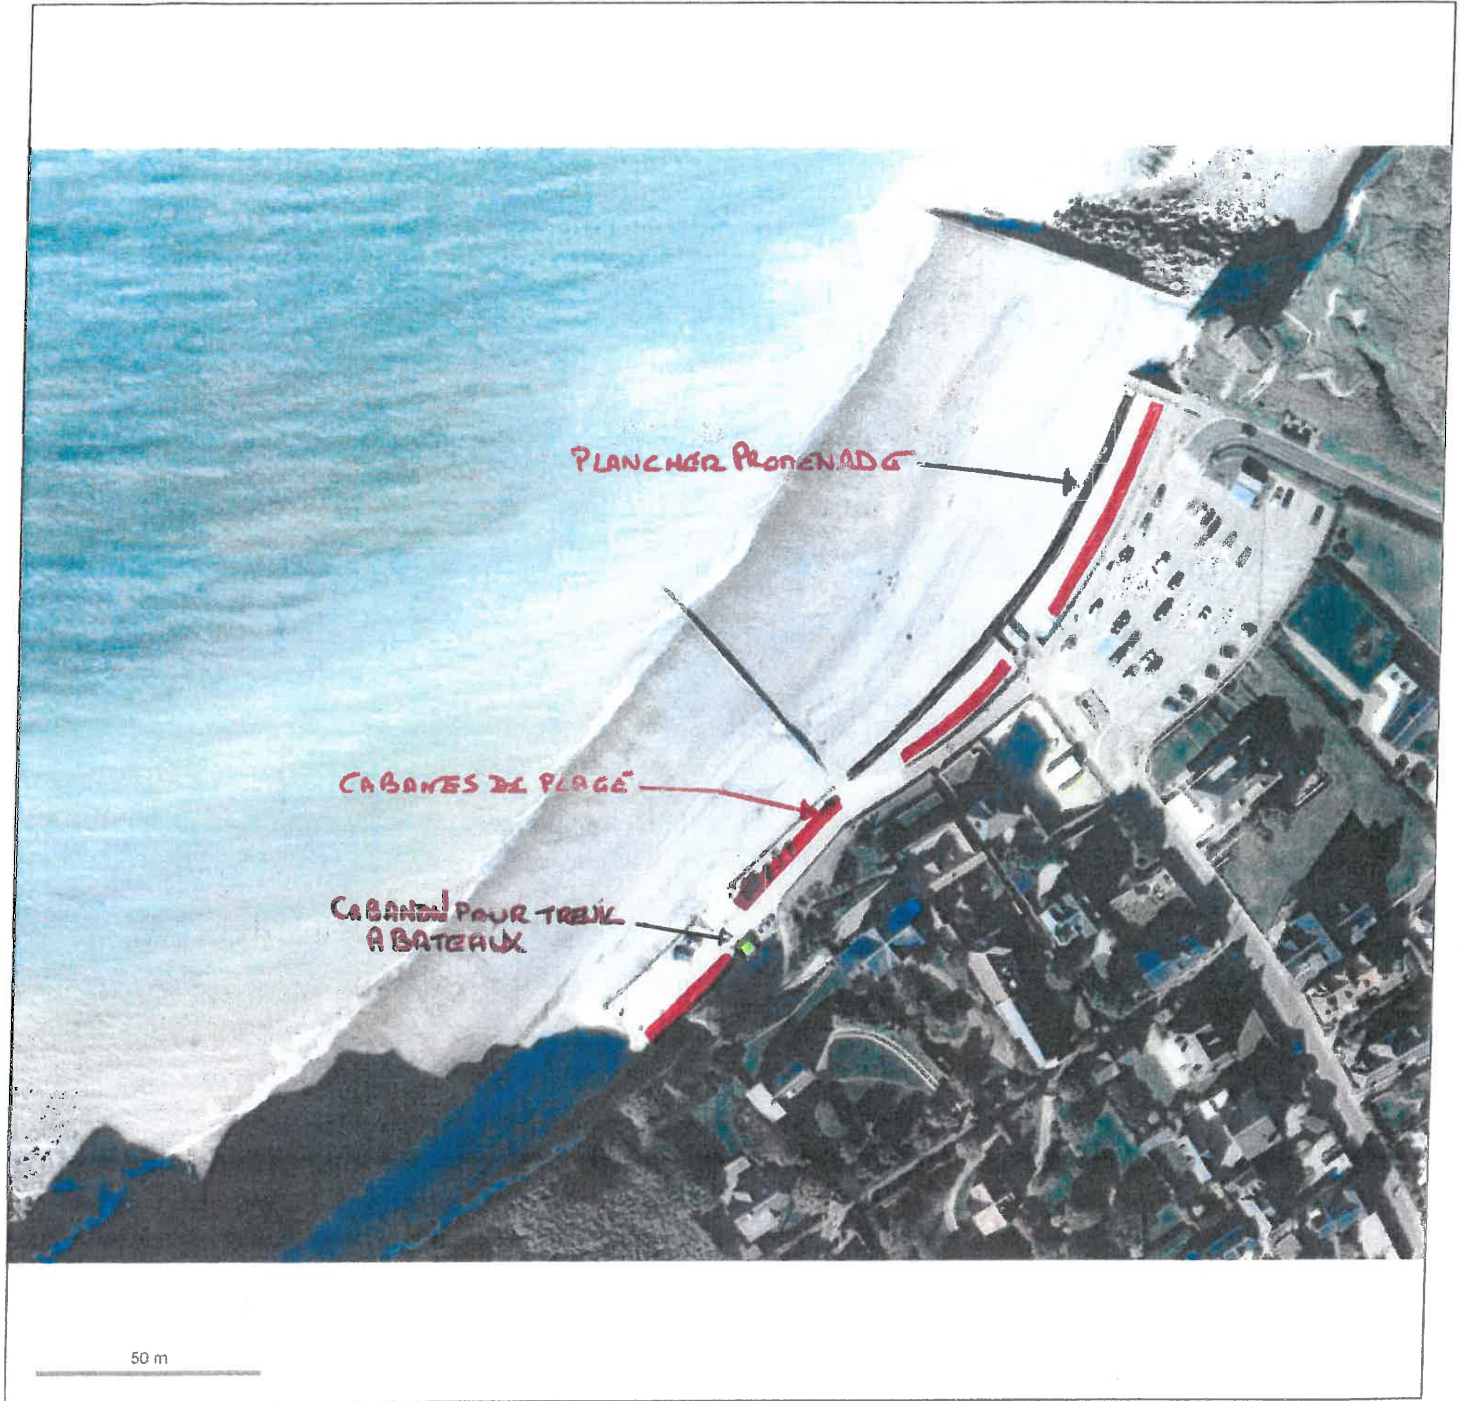 PLANCHER PROMENADE
CABANES DE PLAGE
CABANON POUR TREUIL
A BATEAUX
50 m